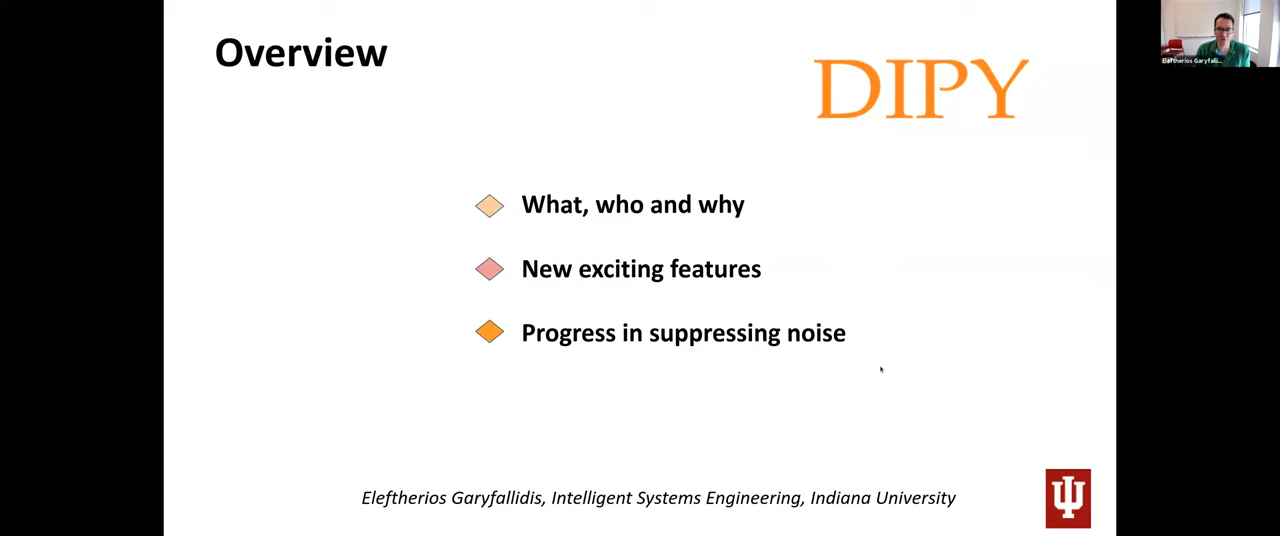 Overview
DIPY
Eleftherios Garyfalli...
What, who and why
New exciting features
Progress in suppressing noise
Eleftherios Garyfallidis, Intelligent Systems Engineering, Indiana University